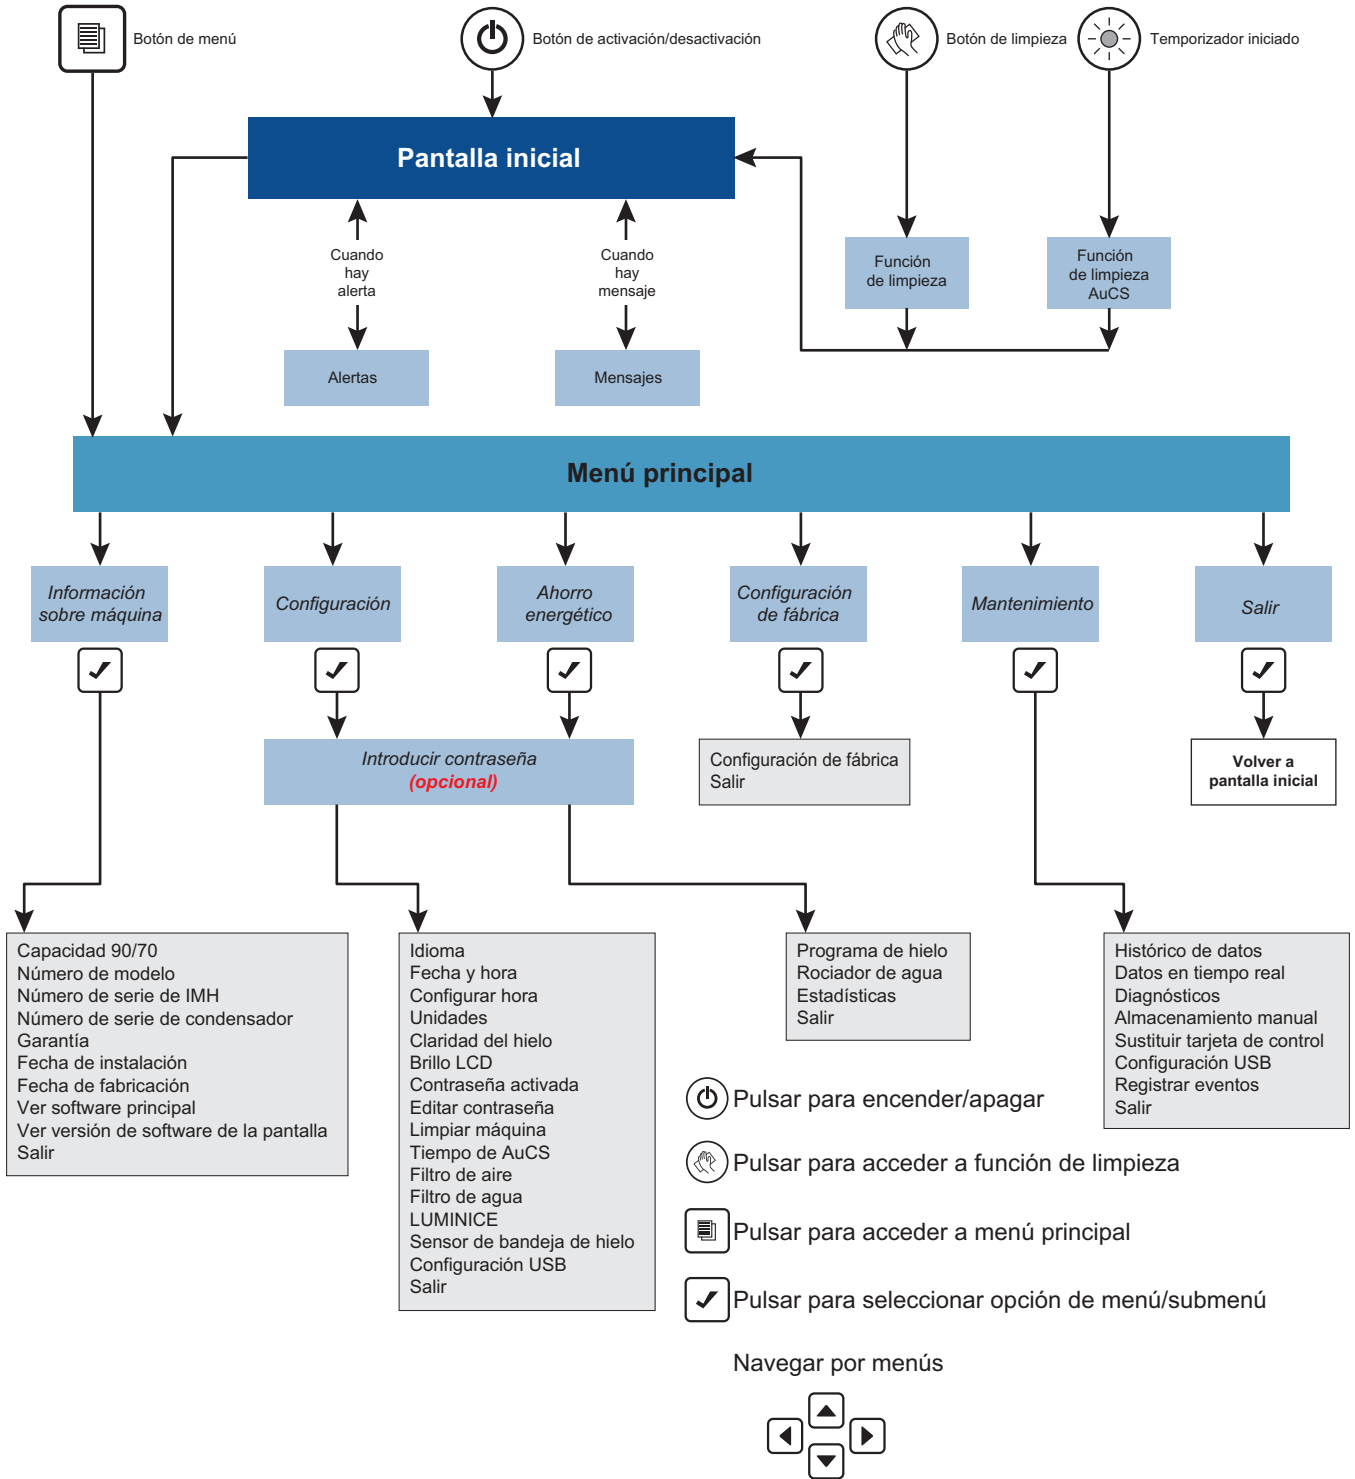 Botón de menú
Botón de activación/desactivación
Botón de limpieza
Temporizador iniciado
Pantalla inicial
Cuando
hay
alerta
Cuando
hay
mensaje
Función
de limpieza
Función
de limpieza
AuCS
Alertas
Mensajes
Menú principal
Información
sobre máquina
Configuración
Ahorro
energético
Configuración
de fábrica
Mantenimiento
Salir
Introducir contraseña
(opcional)
Configuración de fábrica
Salir
Volver a
pantalla inicial
Capacidad 90/70
Número de modelo
Número de serie de IMH
Número de serie de condensador
Garantía
Fecha de instalación
Fecha de fabricación
Ver software principal
Ver versión de software de la pantalla
Salir
Idioma
Fecha y hora
Configurar hora
Unidades
Claridad del hielo
Brillo LCD
Contraseña activada
Editar contraseña
Limpiar máquina
Tiempo de AuCS
Filtro de aire
Filtro de agua
LUMINICE
Sensor de bandeja de hielo
Configuración USB
Salir
Programa de hielo
Rociador de agua
Estadísticas
Salir
Histórico de datos
Datos en tiempo real
Diagnósticos
Almacenamiento manual
Sustituir tarjeta de control
Configuración USB
Registrar eventos
Salir
Pulsar para encender/apagar
Pulsar para acceder a función de limpieza
Pulsar para acceder a menú principal
Pulsar para seleccionar opción de menú/submenú
Navegar por menús